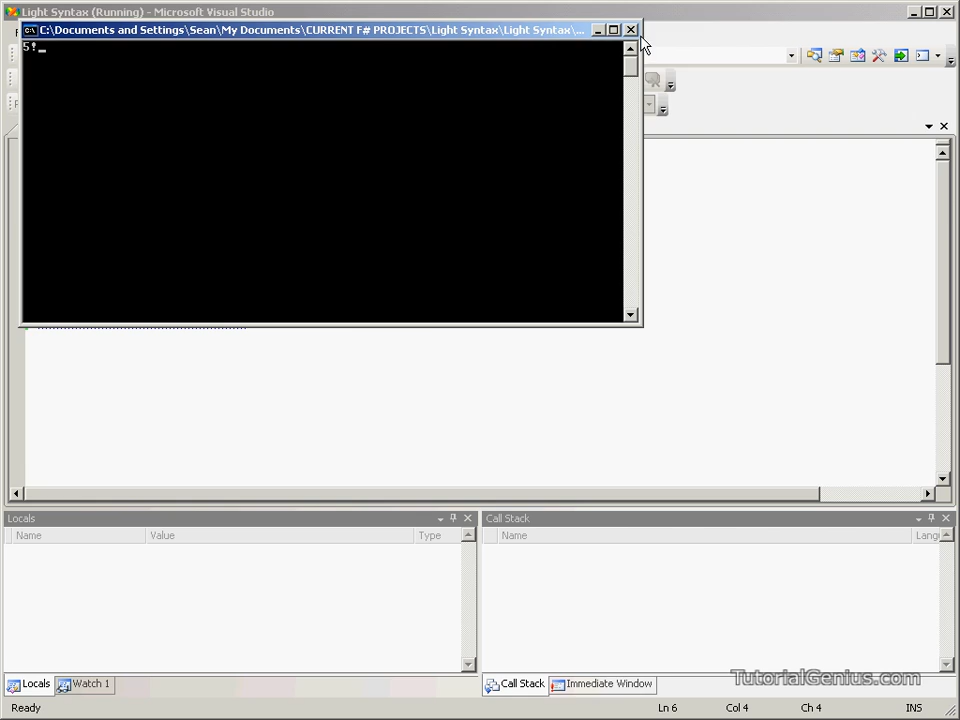 Light Syntax (Running) - Microsoft Visual Studio
C:\Documents and Settings\Sean\My Documents\CURRENT F# PROJECTS\Light Syntax\Light Syntax\...
5!_
Locals
Name Value Type
Call Stack
Name Lang
Locals Watch 1
Call Stack Immediate Window
TutorialGenius.com
Ready Ln 6 Col 4 Ch 4 INS